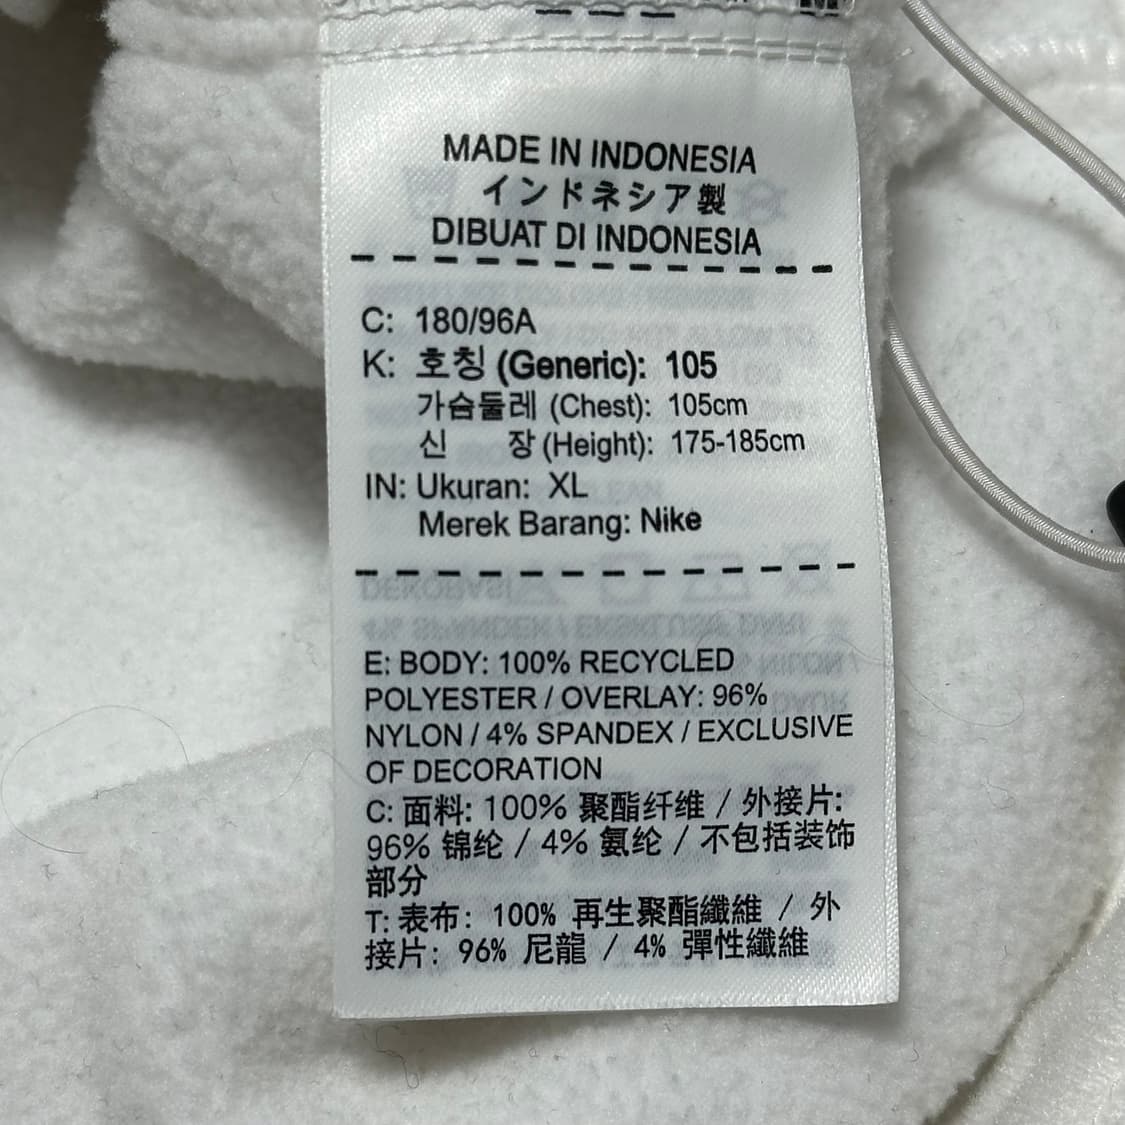 MADE IN INDONESIA
インドネシア製
DIBUAT DI INDONESIA
C: 180/96A
K: 호칭 (Generic): 105
가슴둘레 (Chest): 105cm
신 장 (Height): 175-185cm
IN: Ukuran: XL
Merek Barang: Nike
E: BODY: 100% RECYCLED
POLYESTER / OVERLAY: 96%
NYLON / 4% SPANDEX / EXCLUSIVE
OF DECORATION
C: 面料: 100% 聚酯纤维 / 外接片:
96% 锦纶 / 4% 氨纶 / 不包括装饰
部分
T: 表布: 100% 再生聚酯纖維 / 外
接片: 96% 尼龍 / 4% 彈性纖維